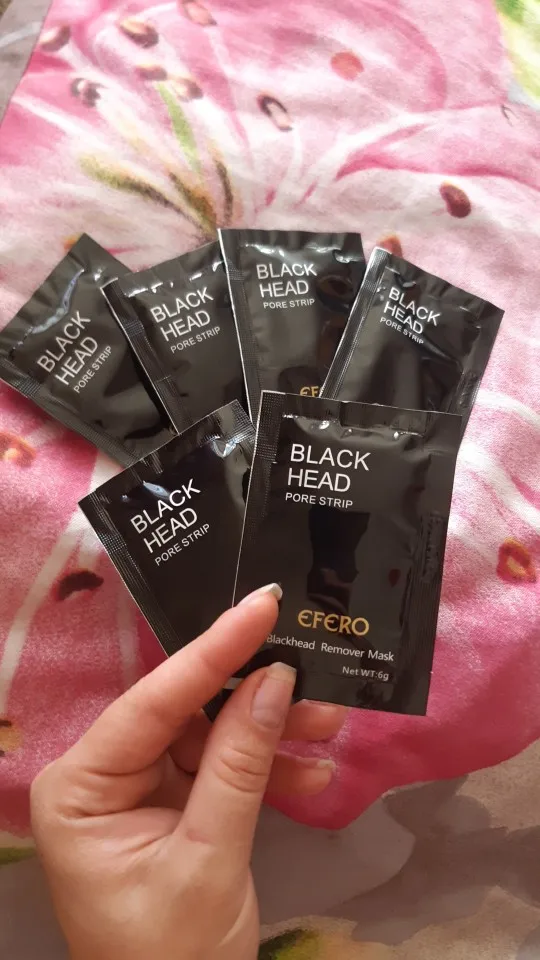 BLACK
HEAD
PORE STRIP
BLACK
HEAD
PORE STRIP
BLACK
HEAD
PORE STRIP
BLACK
HEAD
PORE STRIP
BLACK
HEAD
PORE STRIP
BLACK
HEAD
PORE STRIP
EFERO
Blackhead Remover Mask
Net WT:6g